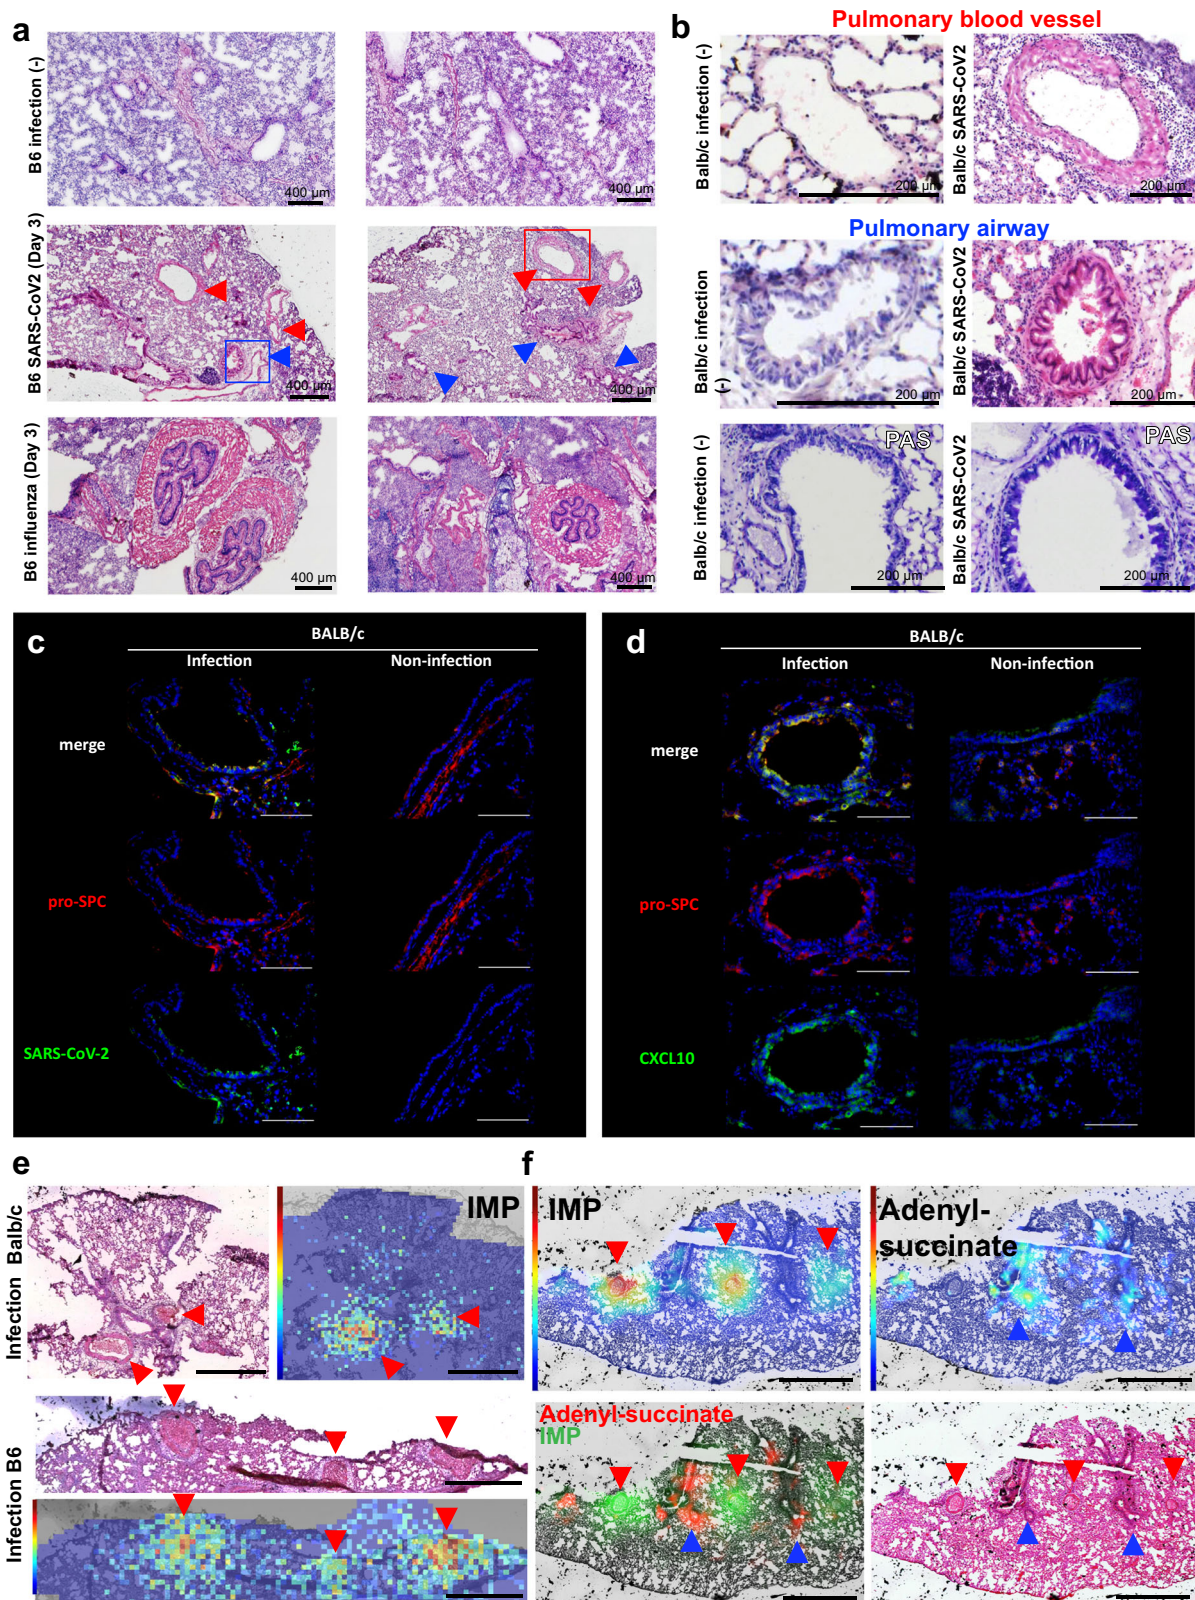 a
B6 infection (-)
400 µm
400 µm
B6 SARS-CoV2 (Day 3)
400 µm
400 µm
B6 influenza (Day 3)
400 µm
400 µm
b
Pulmonary blood vessel
Balb/c infection (-)
200 µm
Balb/c SARS-CoV2
200 µm
Pulmonary airway
Balb/c infection
(-)
200 µm
Balb/c SARS-CoV2
200 µm
Balb/c infection (-)
PAS
200 µm
Balb/c SARS-CoV2
PAS
200 µm
c
BALB/c
Infection
Non-infection
merge
pro-SPC
SARS-CoV-2
d
BALB/c
Infection
Non-infection
merge
pro-SPC
CXCL10
e
Infection Balb/c
IMP
Infection B6
f
IMP
Adenyl-
succinate
Adenyl-succinate
IMP